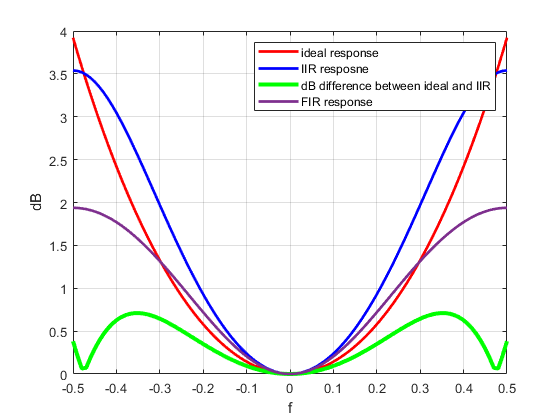 4
3.5
3
2.5
2
1.5
1
0.5
0
dB
ideal response
IIR resposne
dB difference between ideal and IIR
FIR response
-0.5 -0.4 -0.3 -0.2 -0.1 0 0.1 0.2 0.3 0.4 0.5
f